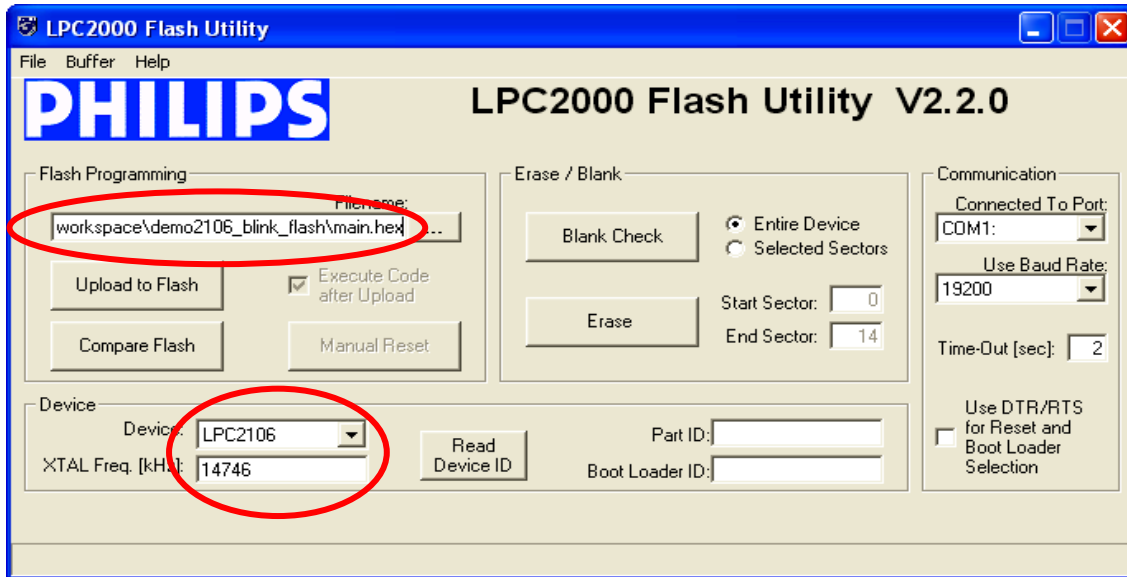 LPC2000 Flash Utility
File Buffer Help
PHILIPS
LPC2000 Flash Utility V2.2.0
Flash Programming
Filename:
workspace\demo2106_blink_flash\main.hex
...
Upload to Flash
Execute Code
after Upload
Compare Flash
Manual Reset
Erase / Blank
Blank Check
Entire Device
Selected Sectors
Erase
Start Sector: 0
End Sector: 14
Communication
Connected To Port:
COM1:
Use Baud Rate:
19200
Time-Out [sec]: 2
Use DTR/RTS
for Reset and
Boot Loader
Selection
Device
Device: LPC2106
XTAL Freq. [kHz]: 14746
Read
Device ID
Part ID:
Boot Loader ID: